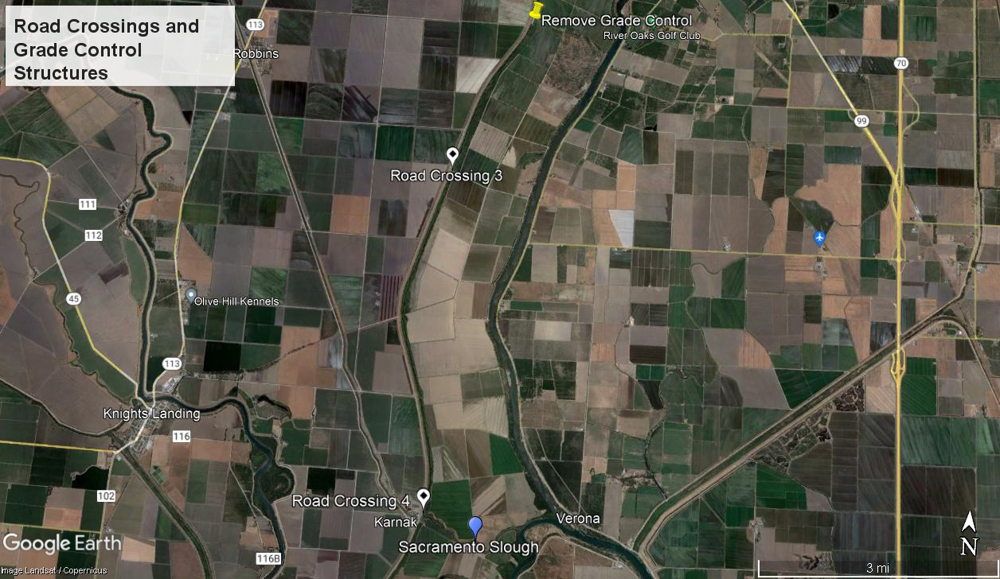 Road Crossings and
Grade Control
Structures
113
Robbins
Remove Grade Control
River Oaks Golf Club
70
99
Road Crossing 3
111
112
45
Olive Hill Kennels
113
Knights Landing
116
102
Road Crossing 4
Karnak
Verona
Sacramento Slough
116B
Google Earth
Image Landsat / Copernicus
N
3 mi